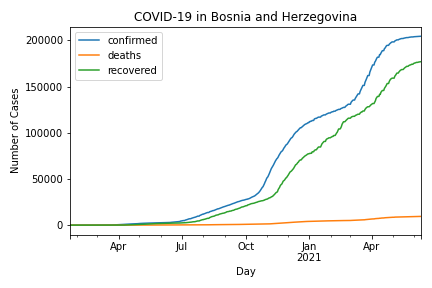 COVID-19 in Bosnia and Herzegovina
confirmed
deaths
recovered
Number of Cases
200000
150000
100000
50000
0
Apr Jul Oct Jan Apr
2021
Day